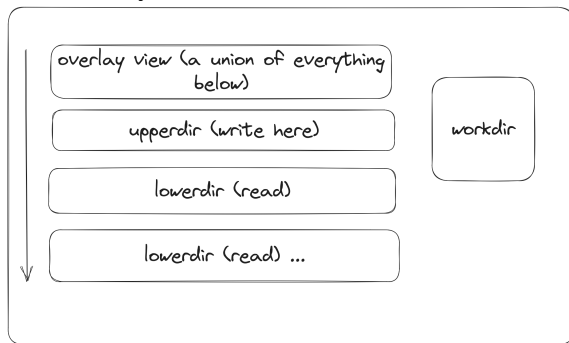 overlay view (a union of everything
below)
upperdir (write here)
workdir
lowerdir (read)
lowerdir (read) ...